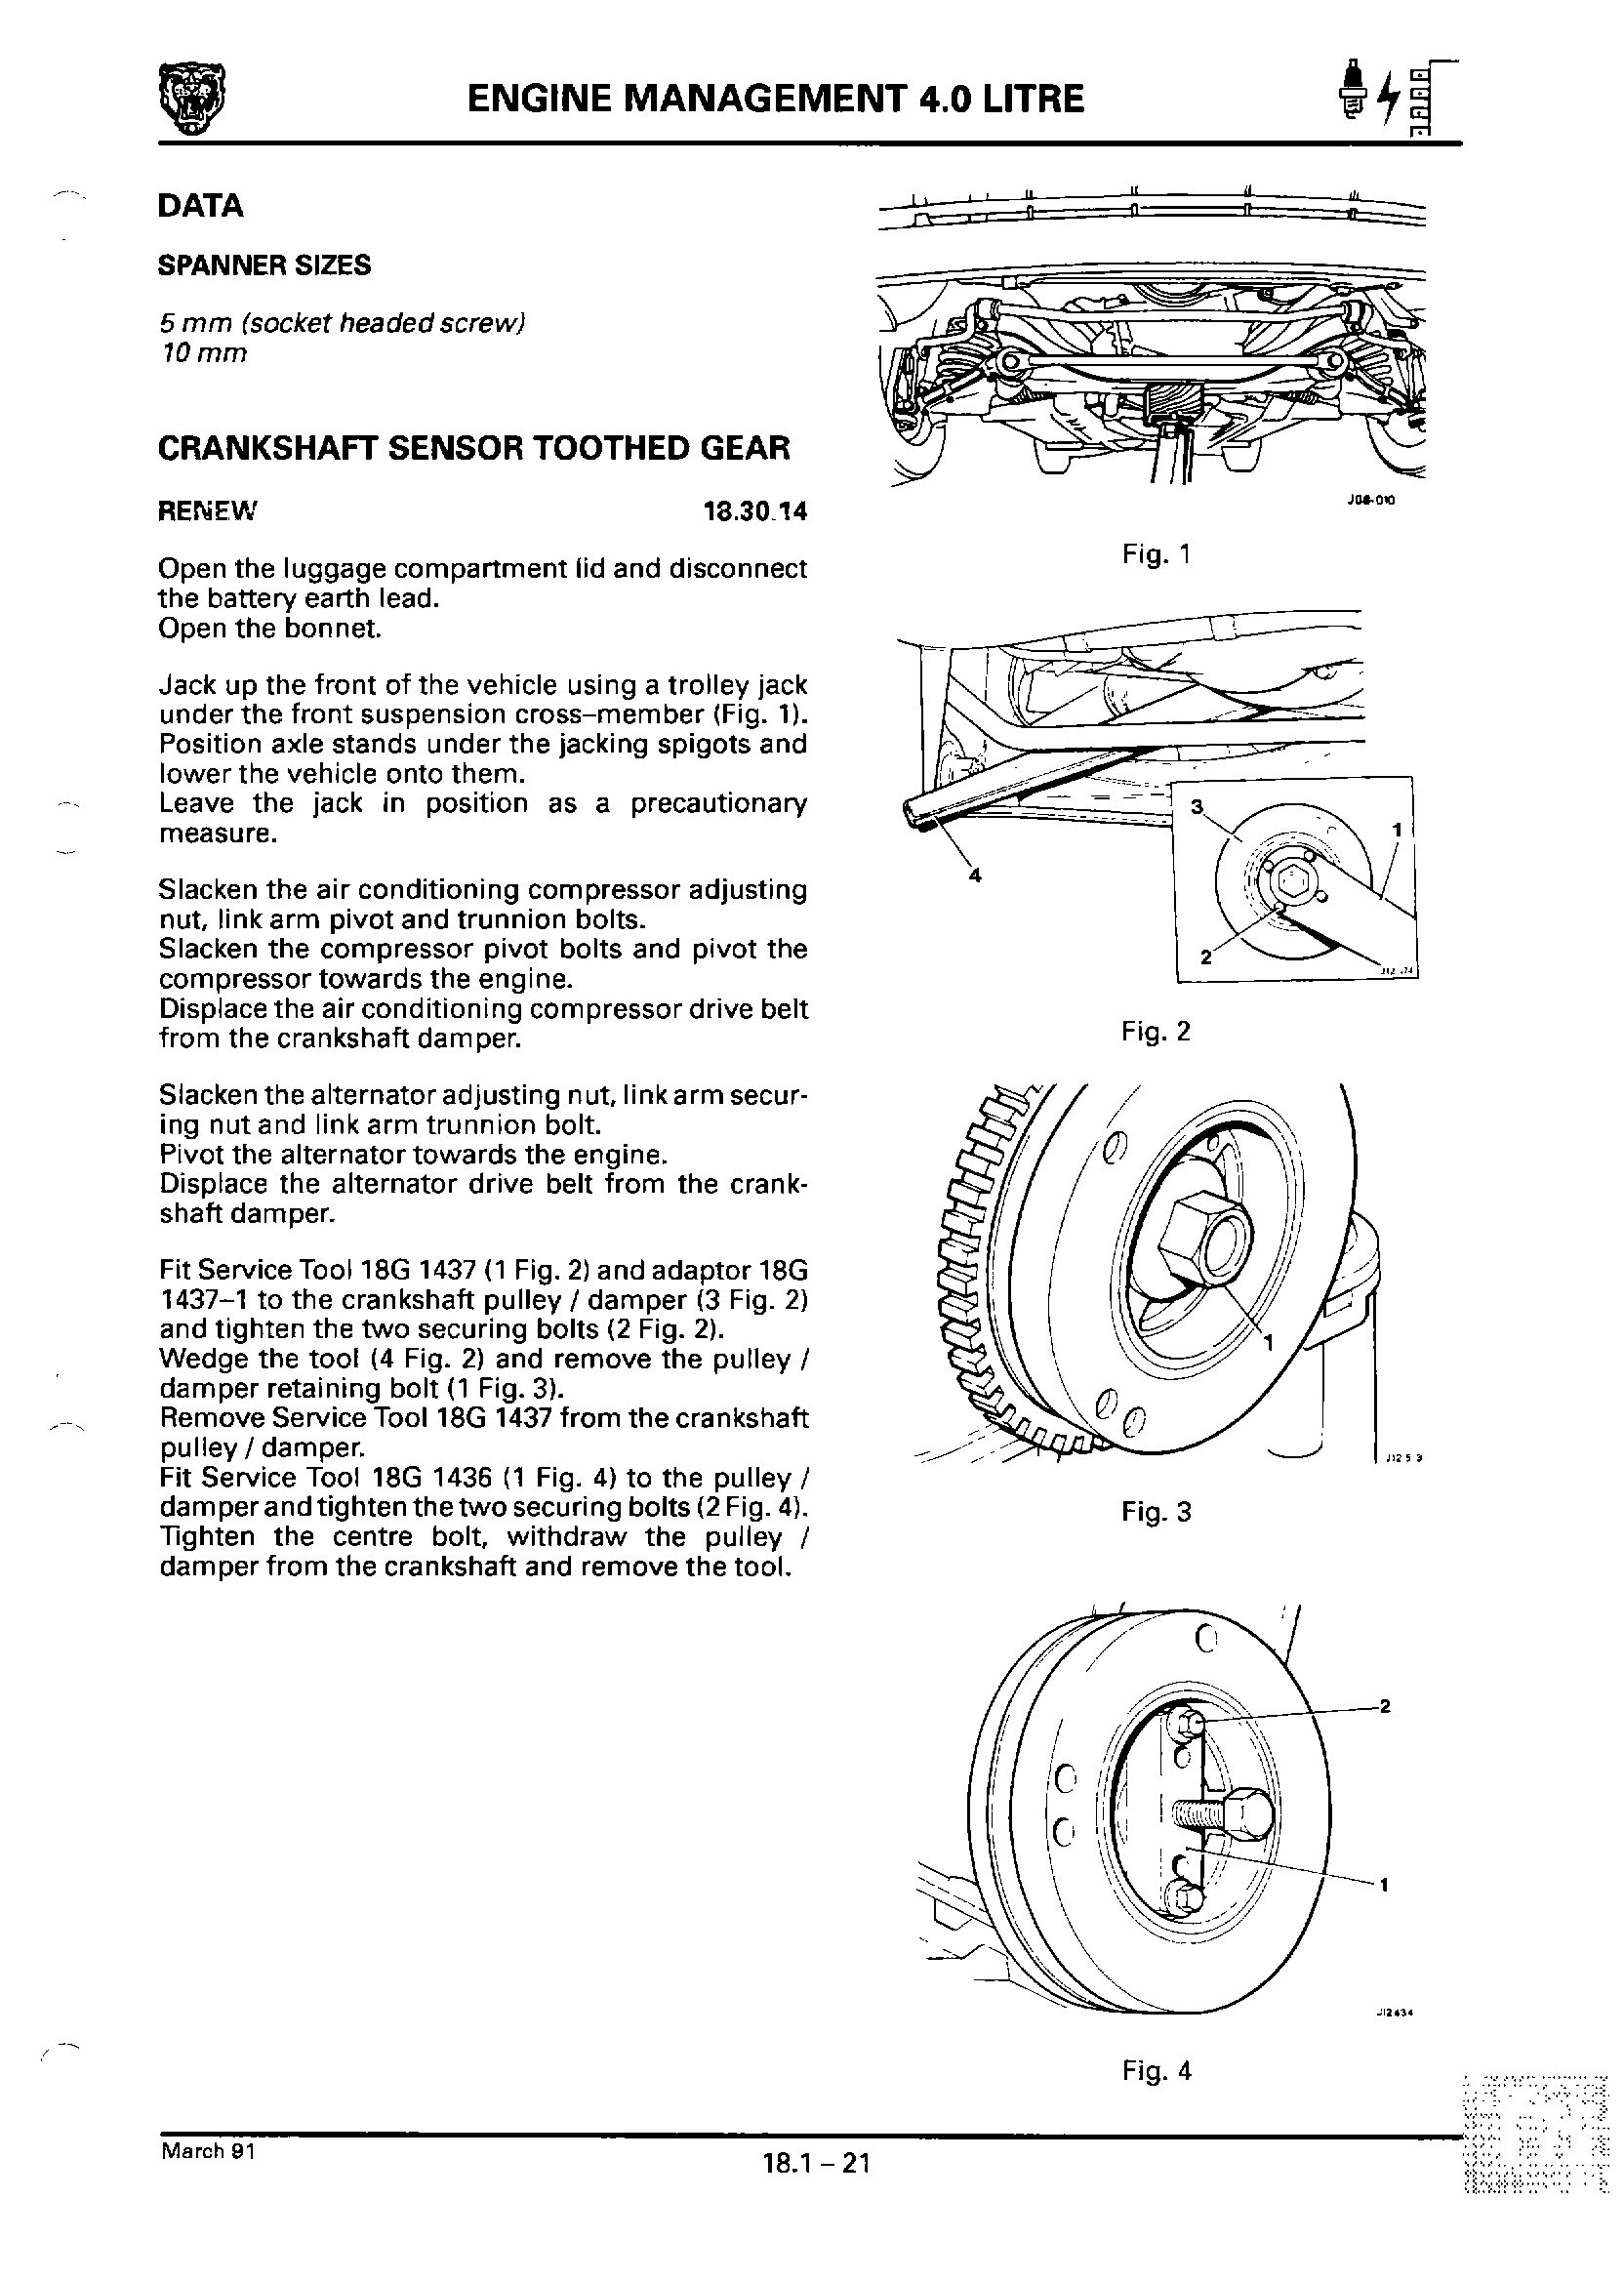 ENGINE MANAGEMENT 4.0 LITRE
DATA
SPANNER SIZES
5 mm (socket headed screw)
10 mm
CRANKSHAFT SENSOR TOOTHED GEAR
RENEW 18.30.14
Open the luggage compartment lid and disconnect
the battery earth lead.
Open the bonnet.
Jack up the front of the vehicle using a trolley jack
under the front suspension cross-member (Fig. 1).
Position axle stands under the jacking spigots and
lower the vehicle onto them.
Leave the jack in position as a precautionary
measure.
Slacken the air conditioning compressor adjusting
nut, link arm pivot and trunnion bolts.
Slacken the compressor pivot bolts and pivot the
compressor towards the engine.
Displace the air conditioning compressor drive belt
from the crankshaft damper.
Slacken the alternator adjusting nut, link arm secur-
ing nut and link arm trunnion bolt.
Pivot the alternator towards the engine.
Displace the alternator drive belt from the crank-
shaft damper.
Fit Service Tool 18G 1437 (1 Fig. 2) and adaptor 18G
1437-1 to the crankshaft pulley / damper (3 Fig. 2)
and tighten the two securing bolts (2 Fig. 2).
Wedge the tool (4 Fig. 2) and remove the pulley /
damper retaining bolt (1 Fig. 3).
Remove Service Tool 18G 1437 from the crankshaft
pulley / damper.
Fit Service Tool 18G 1436 (1 Fig. 4) to the pulley /
damper and tighten the two securing bolts (2 Fig. 4).
Tighten the centre bolt, withdraw the pulley /
damper from the crankshaft and remove the tool.
J06-010
Fig. 1
3
1
4
2
Fig. 2
1
Fig. 3
2
1
J12 434
Fig. 4
March 91
18.1 – 21